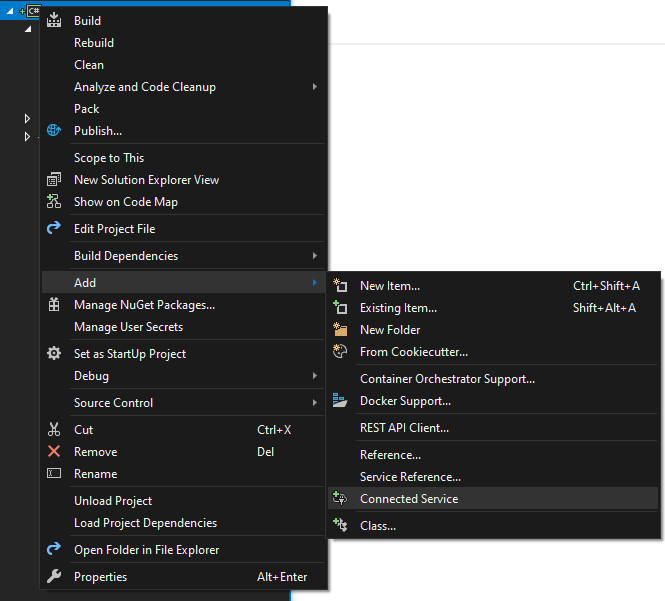 C#
Build
Rebuild
Clean
Analyze and Code Cleanup
Pack
Publish...
Scope to This
New Solution Explorer View
Show on Code Map
Edit Project File
Build Dependencies
Add
Manage NuGet Packages...
Manage User Secrets
Set as StartUp Project
Debug
Source Control
Cut Ctrl+X
Remove Del
Rename
Unload Project
Load Project Dependencies
Open Folder in File Explorer
Properties Alt+Enter
New Item... Ctrl+Shift+A
Existing Item... Shift+Alt+A
New Folder
From Cookiecutter...
Container Orchestrator Support...
Docker Support...
REST API Client...
Reference...
Service Reference...
Connected Service
Class...